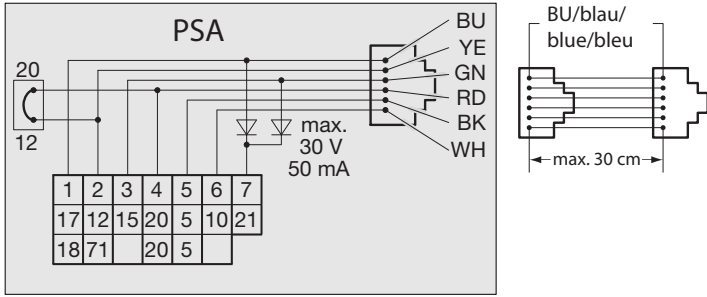 PSA
BU
YE
GN
RD
BK
WH
20
12
max.
30 V
50 mA
1 2 3 4 5 6 7
17 12 15 20 5 10 21
18 71 20 5
BU/blau/
blue/bleu
max. 30 cm